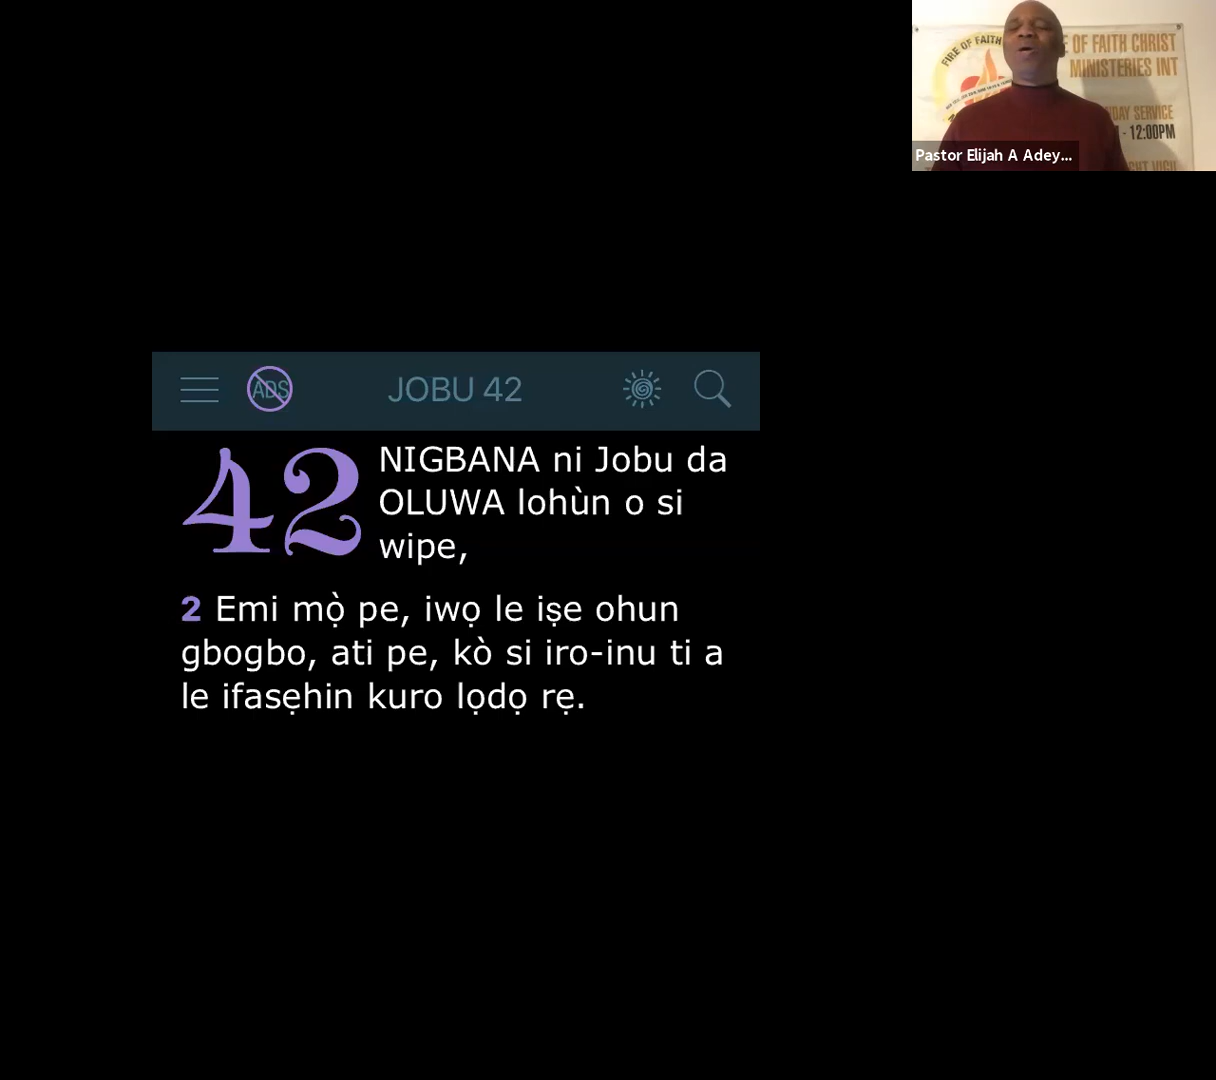 FIRE OF FAITH
E OF FAITH CHRIST
MINISTERIES INT
DAY SERVICE
- 12:00PM
Pastor Elijah A Adey...
ADS
JOBU 42
42 NIGBANA ni Jobu da
OLUWA lohùn o si
wipe,
2 Emi mọ̀ pe, iwọ le iṣe ohun
gbogbo, ati pe, kò si iro-inu ti a
le ifasẹhin kuro lọdọ rẹ.